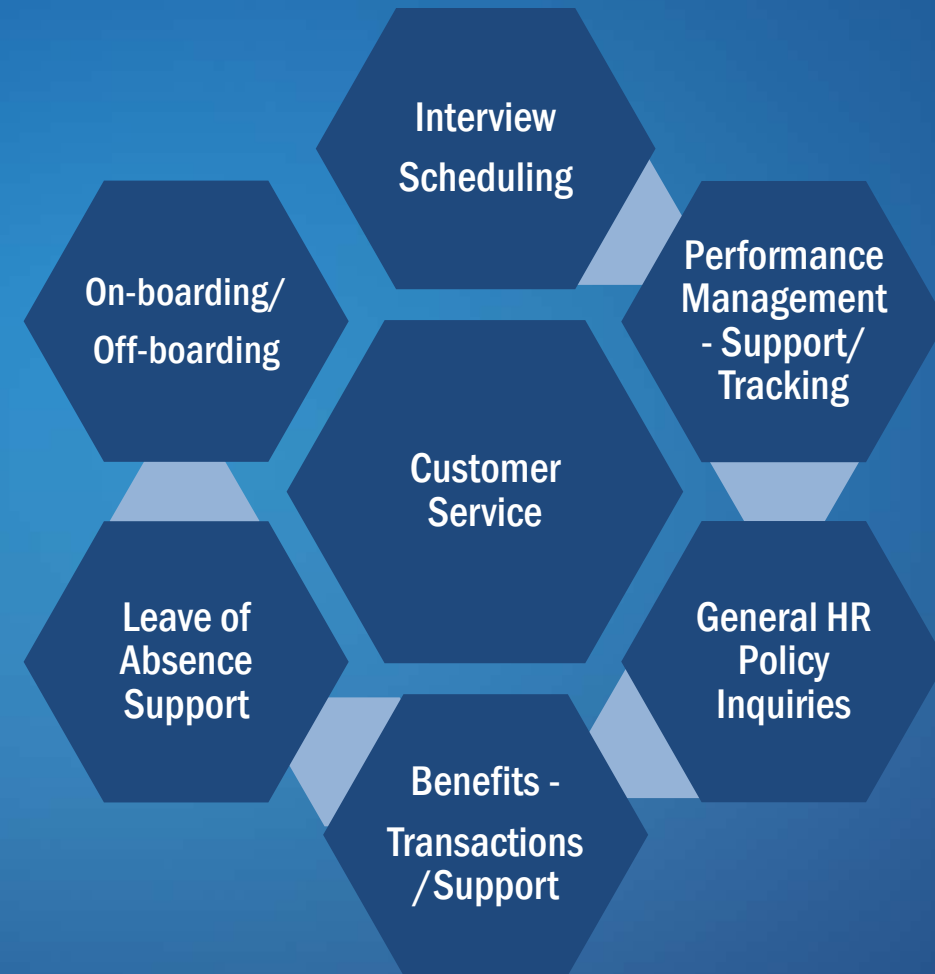 Interview
Scheduling
On-boarding/
Off-boarding
Performance
Management
- Support/
Tracking
Customer
Service
Leave of
Absence
Support
General HR
Policy
Inquiries
Benefits -
Transactions
/Support